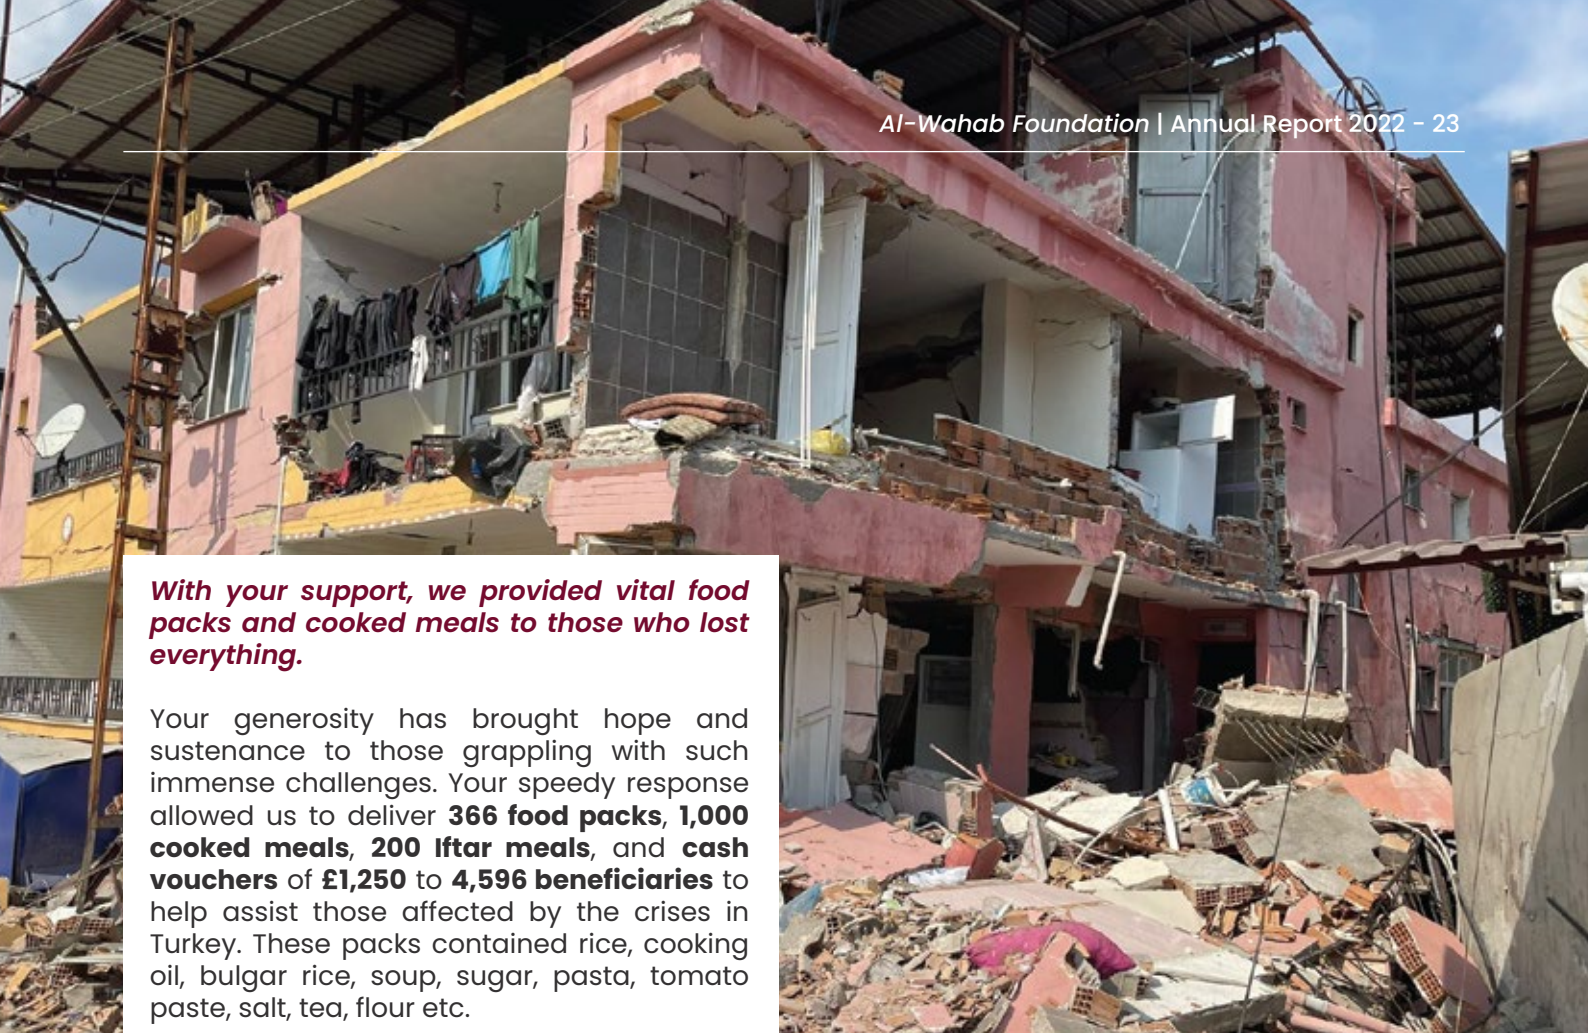 Al-Wahab Foundation | Annual Report 2022 - 23
With your support, we provided vital food
packs and cooked meals to those who lost
everything.
Your generosity has brought hope and
sustenance to those grappling with such
immense challenges. Your speedy response
allowed us to deliver 366 food packs, 1,000
cooked meals, 200 Iftar meals, and cash
vouchers of £1,250 to 4,596 beneficiaries to
help assist those affected by the crises in
Turkey. These packs contained rice, cooking
oil, bulgar rice, soup, sugar, pasta, tomato
paste, salt, tea, flour etc.